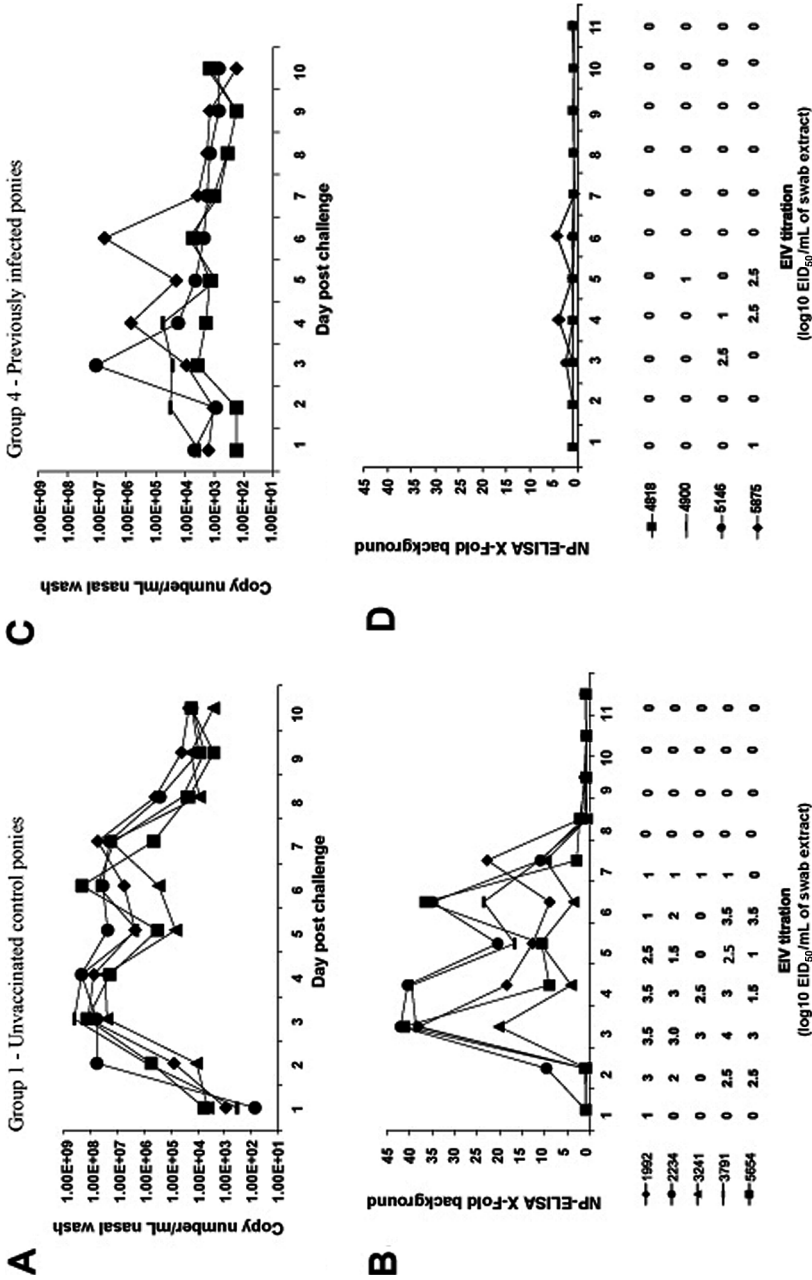 A
Group 1 - Unvaccinated control ponies
Copy number/mL nasal wash
1.00E+09
1.00E+08
1.00E+07
1.00E+06
1.00E+05
1.00E+04
1.00E+03
1.00E+02
1.00E+01
1 2 3 4 5 6 7 8 9 10
Day post challenge
B
NP-ELISA X-Fold background
45
40
35
30
25
20
15
10
5
0
1 2 3 4 5 6 7 8 9 10 11
1992 1 3 3.5 3.5 2.5 1 1 0 0 0 0
2234 0 2 3.0 3 1.5 2 1 0 0 0 0
3241 0 0 3 2.5 0 0 1 0 0 0 0
3791 0 2.5 4 3 2.5 3.5 1 0 0 0 0
5654 0 2.5 3 1.5 1 3.5 0 0 0 0 0
EIV titration
(log10 EID50/mL of swab extract)
C
Group 4 - Previously infected ponies
Copy number/mL nasal wash
1.00E+09
1.00E+08
1.00E+07
1.00E+06
1.00E+05
1.00E+04
1.00E+03
1.00E+02
1.00E+01
1 2 3 4 5 6 7 8 9 10
Day post challenge
D
NP-ELISA X-Fold background
45
40
35
30
25
20
15
10
5
0
1 2 3 4 5 6 7 8 9 10 11
4818 0 0 0 0 0 0 0 0 0 0 0
4900 0 0 0 0 1 0 0 0 0 0 0
5146 0 0 2.5 1 0 0 0 0 0 0 0
5875 1 0 0 2.5 2.5 0 0 0 0 0 0
EIV titration
(log10 EID50/mL of swab extract)